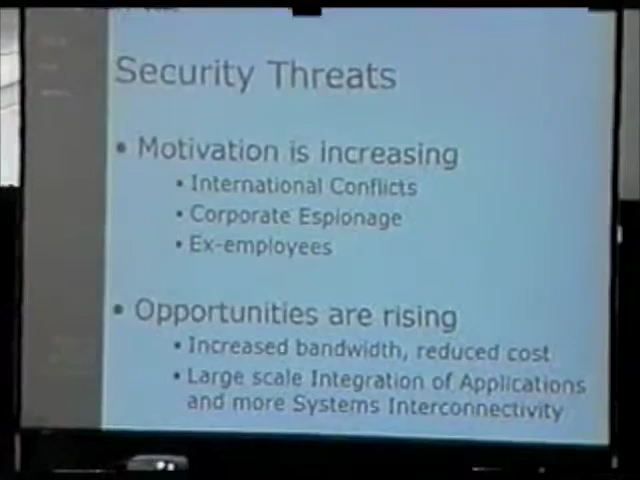 Security Threats
• Motivation is increasing
• International Conflicts
• Corporate Espionage
• Ex-employees
• Opportunities are rising
• Increased bandwidth, reduced cost
• Large scale Integration of Applications
and more Systems Interconnectivity